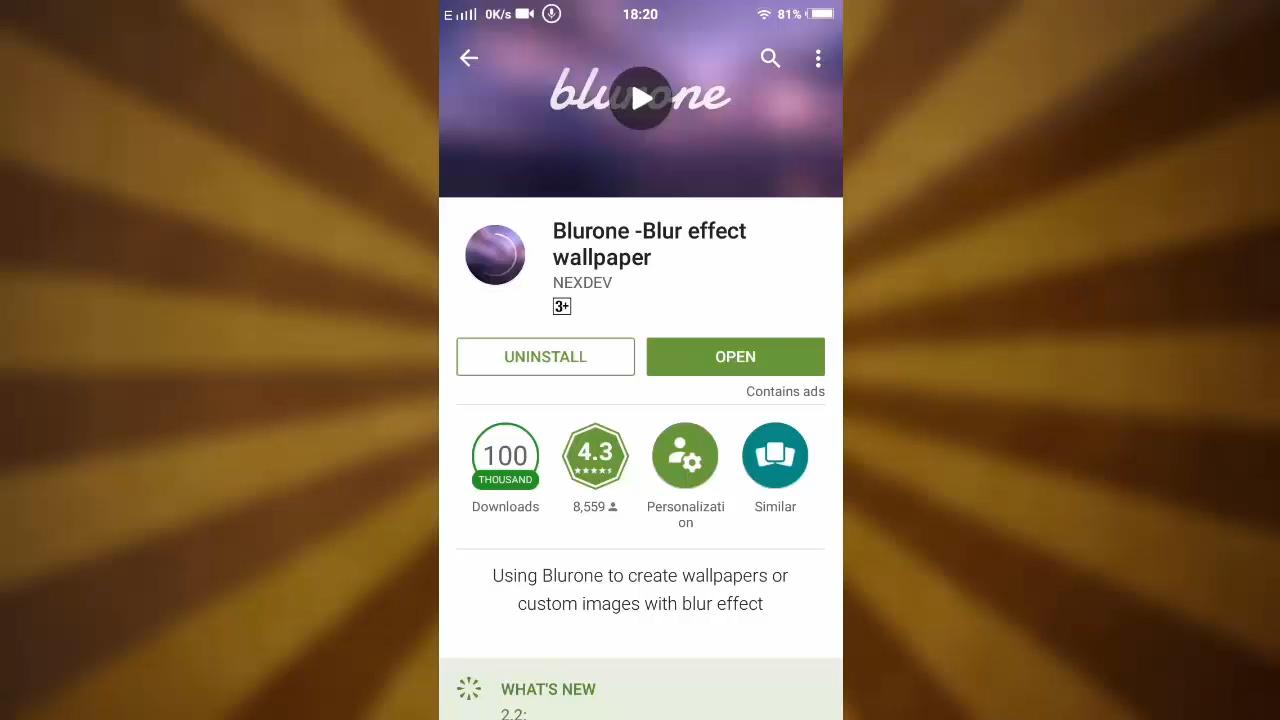 E 0K/s 18:20 81%
blurone
Blurone -Blur effect
wallpaper
NEXDEV
3+
UNINSTALL OPEN
Contains ads
100 4.3
THOUSAND
Downloads 8,559 Personalizati Similar
on
Using Blurone to create wallpapers or
custom images with blur effect
WHAT'S NEW
2.2: